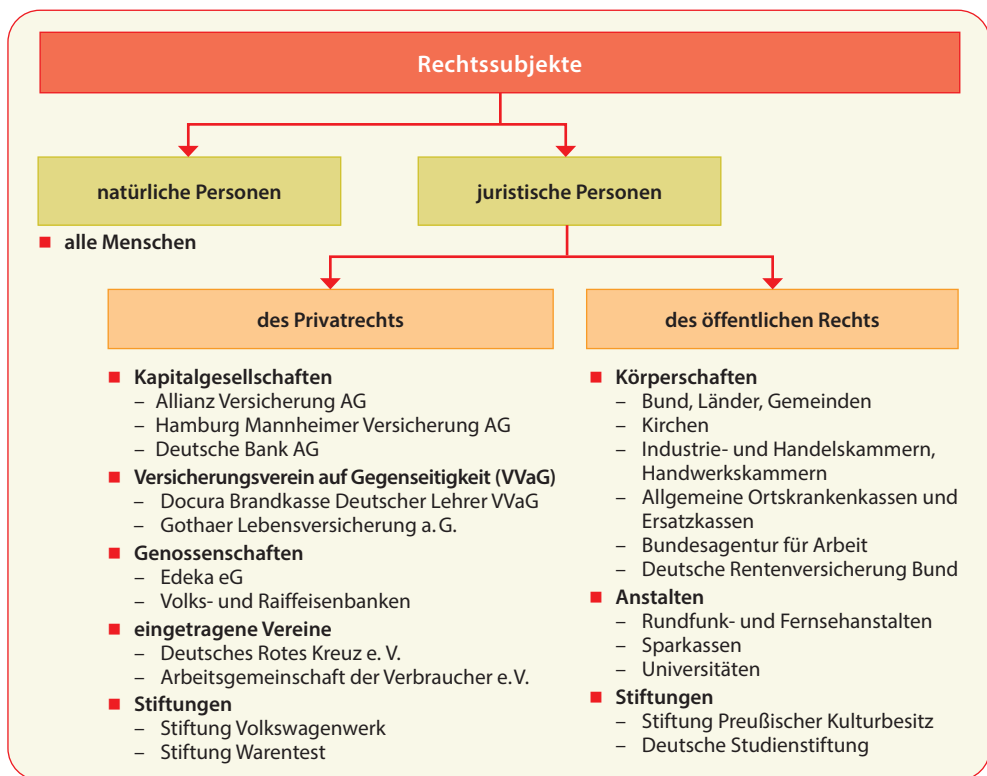 Rechtssubjekte
natürliche Personen
juristische Personen
■ alle Menschen
des Privatrechts
des öffentlichen Rechts
■ Kapitalgesellschaften
– Allianz Versicherung AG
– Hamburg Mannheimer Versicherung AG
– Deutsche Bank AG
■ Versicherungsverein auf Gegenseitigkeit (VVaG)
– Docura Brandkasse Deutscher Lehrer VVaG
– Gothaer Lebensversicherung a. G.
■ Genossenschaften
– Edeka eG
– Volks- und Raiffeisenbanken
■ eingetragene Vereine
– Deutsches Rotes Kreuz e. V.
– Arbeitsgemeinschaft der Verbraucher e. V.
■ Stiftungen
– Stiftung Volkswagenwerk
– Stiftung Warentest
■ Körperschaften
– Bund, Länder, Gemeinden
– Kirchen
– Industrie- und Handelskammern,
Handwerkskammern
– Allgemeine Ortskrankenkassen und
Ersatzkassen
– Bundesagentur für Arbeit
– Deutsche Rentenversicherung Bund
■ Anstalten
– Rundfunk- und Fernsehanstalten
– Sparkassen
– Universitäten
■ Stiftungen
– Stiftung Preußischer Kulturbesitz
– Deutsche Studienstiftung